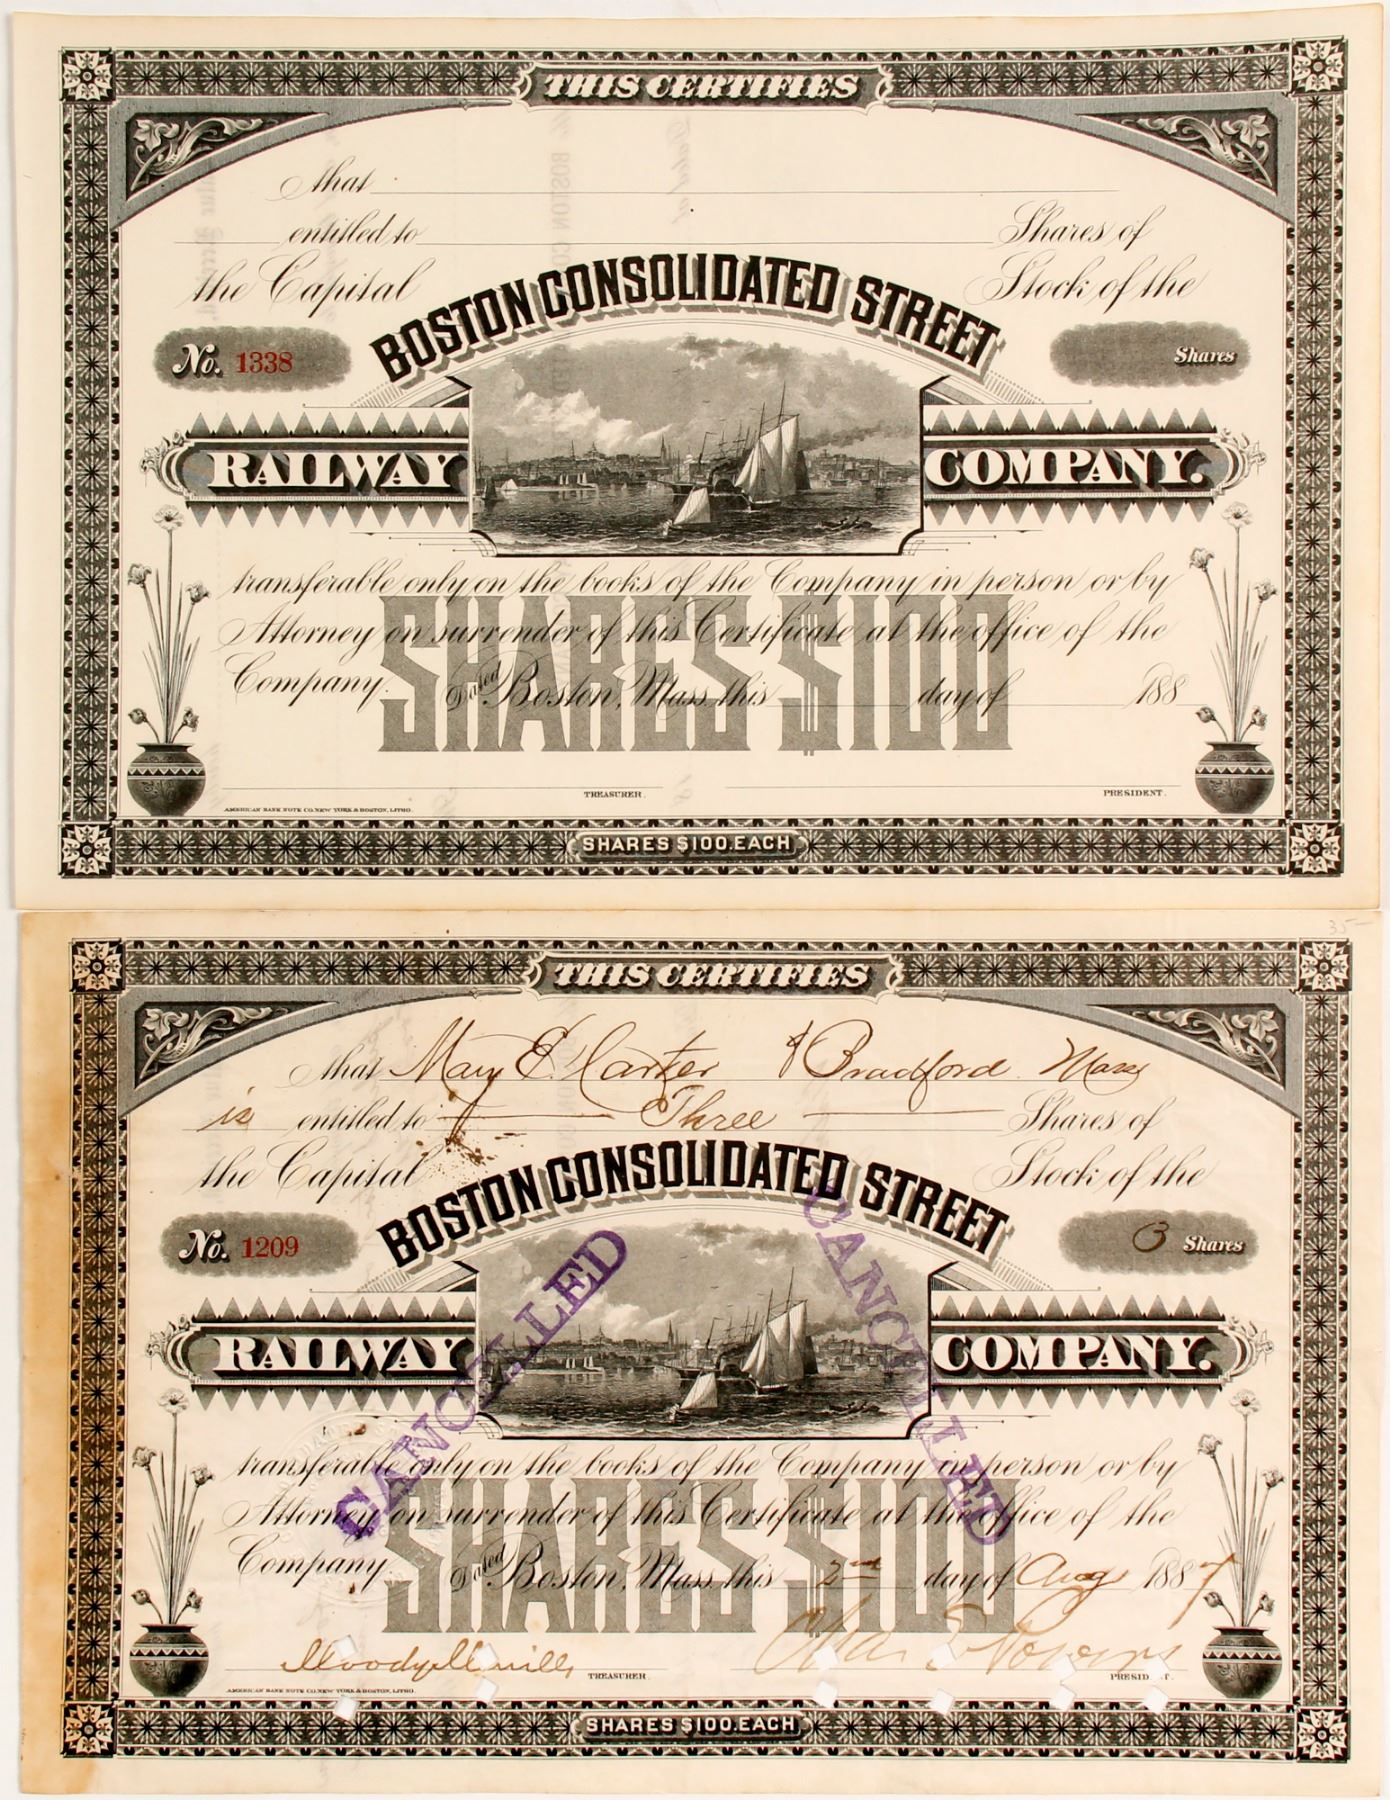 THIS CERTIFIES
that
entitled to Shares of
the Capital Stock of the
BOSTON CONSOLIDATED STREET
No. 1338 Shares
RAILWAY COMPANY.
transferable only on the books of the Company in person or by
Attorney on surrender of this Certificate at the office of the
Company. Dated Boston, Mass. this day of 188
SHARES $100
TREASURER. PRESIDENT.
AMERICAN BANK NOTE CO. NEW YORK & BOSTON, LITHO.
SHARES $100. EACH
35-
THIS CERTIFIES
that Mary E. Carter of Bradford Mass
is entitled to Three Shares of
the Capital Stock of the
BOSTON CONSOLIDATED STREET
No. 1209 3 Shares
RAILWAY COMPANY.
CANCELLED
CANCELLED
transferable only on the books of the Company in person or by
Attorney on surrender of this Certificate at the office of the
Company. Dated Boston, Mass. this 2nd day of Aug 1887
SHARES $100
Chas E Powers
TREASURER. PRESIDENT.
AMERICAN BANK NOTE CO. NEW YORK & BOSTON, LITHO.
SHARES $100. EACH